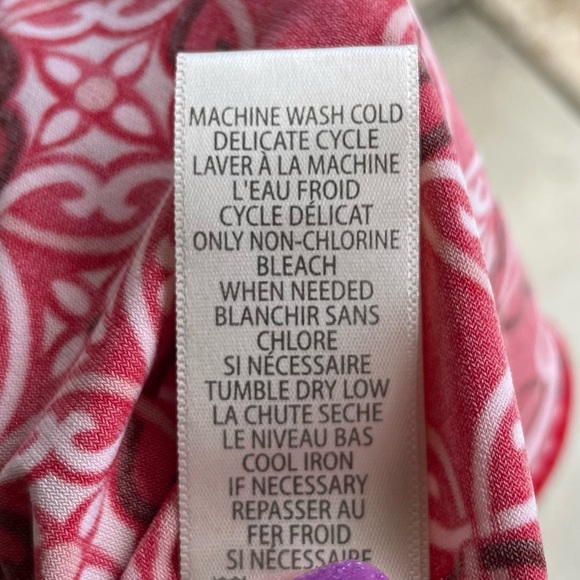 MACHINE WASH COLD
DELICATE CYCLE
LAVER À LA MACHINE
L'EAU FROID
CYCLE DÉLICAT
ONLY NON-CHLORINE
BLEACH
WHEN NEEDED
BLANCHIR SANS
CHLORE
SI NÉCESSAIRE
TUMBLE DRY LOW
LA CHUTE SECHE
LE NIVEAU BAS
COOL IRON
IF NECESSARY
REPASSER AU
FER FROID
SI NÉCESSAIRE